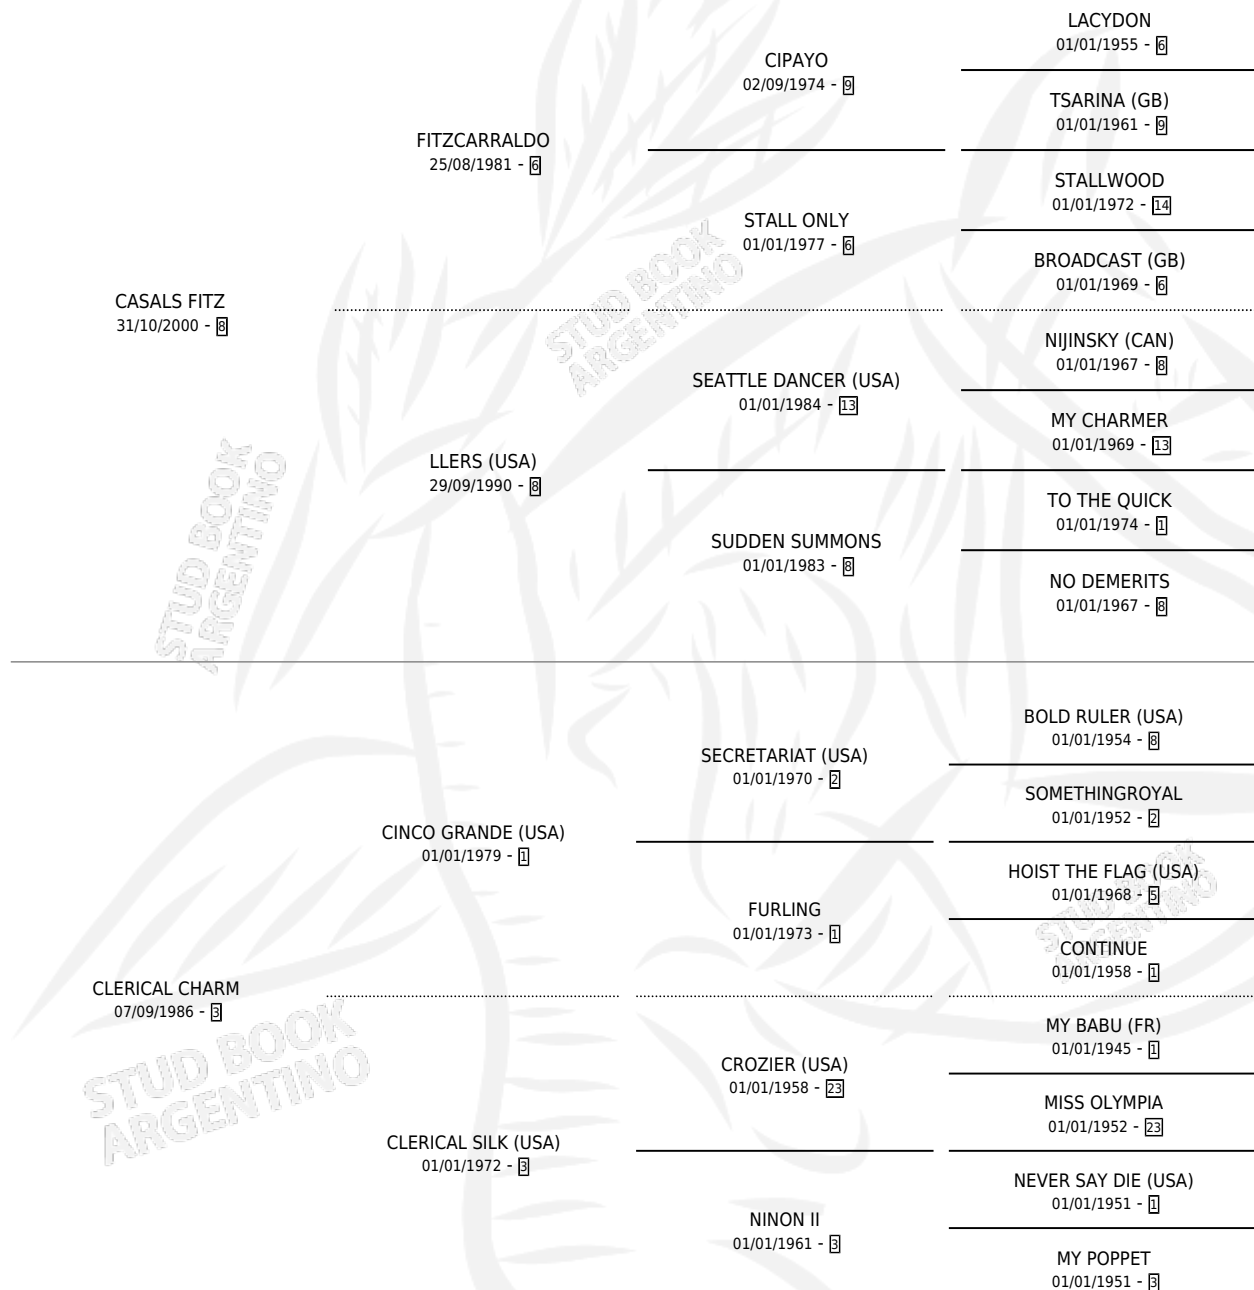 LACYDON
01/01/1955 - 6
CIPAYO
02/09/1974 - 9
TSARINA (GB)
01/01/1961 - 9
FITZCARRALDO
25/08/1981 - 6
STALLWOOD
01/01/1972 - 14
STALL ONLY
01/01/1977 - 6
BROADCAST (GB)
01/01/1969 - 6
CASALS FITZ
31/10/2000 - 8
STUD BOOK
ARGENTINO
NIJINSKY (CAN)
01/01/1967 - 8
SEATTLE DANCER (USA)
01/01/1984 - 13
MY CHARMER
01/01/1969 - 13
LLERS (USA)
29/09/1990 - 8
TO THE QUICK
01/01/1974 - 1
SUDDEN SUMMONS
01/01/1983 - 8
NO DEMERITS
01/01/1967 - 8
STUD BOOK
ARGENTINO
BOLD RULER (USA)
01/01/1954 - 8
SECRETARIAT (USA)
01/01/1970 - 2
SOMETHINGROYAL
01/01/1952 - 2
CINCO GRANDE (USA)
01/01/1979 - 1
HOIST THE FLAG (USA)
01/01/1968 - 5
STUD BOOK
ARGENTINO
FURLING
01/01/1973 - 1
CONTINUE
01/01/1958 - 1
CLERICAL CHARM
07/09/1986 - 3
STUD BOOK
ARGENTINO
MY BABU (FR)
01/01/1945 - 1
CROZIER (USA)
01/01/1958 - 23
MISS OLYMPIA
01/01/1952 - 23
CLERICAL SILK (USA)
01/01/1972 - 3
NEVER SAY DIE (USA)
01/01/1951 - 1
NINON II
01/01/1961 - 3
MY POPPET
01/01/1951 - 3